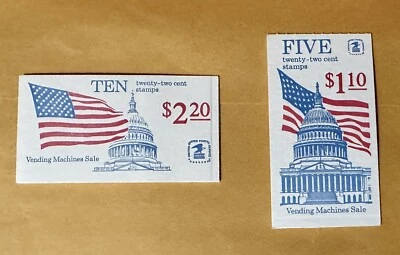 TEN twenty-two cent
stamps
$2.20
Vending Machines Sale
FIVE
twenty-two cent
stamps
$1.10
Vending Machines Sale